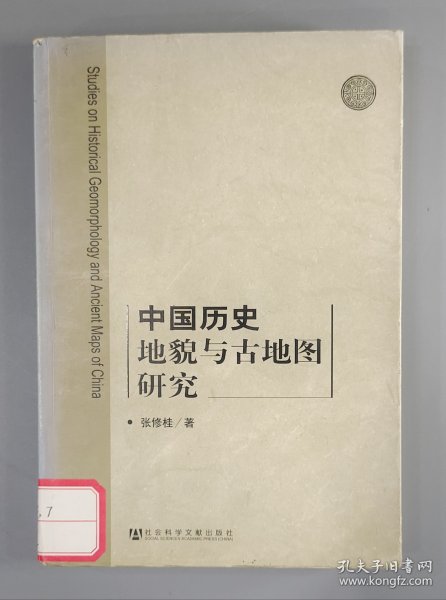 Studies on Historical Geomorphology and Ancient Maps of China
中国历史
地貌与古地图
研究
• 张修桂／著
.7
社会科学文献出版社
SOCIAL SCIENCES ACADEMIC PRESS (CHINA)
孔夫子旧书网
www.kongfz.com